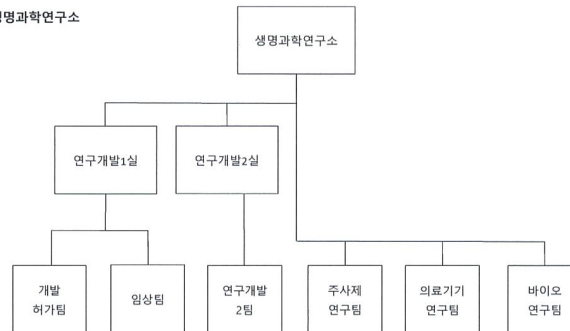 생명과학연구소
생명과학연구소
연구개발1실
연구개발2실
개발
허가팀
임상팀
연구개발
2팀
주사제
연구팀
의료기기
연구팀
바이오
연구팀